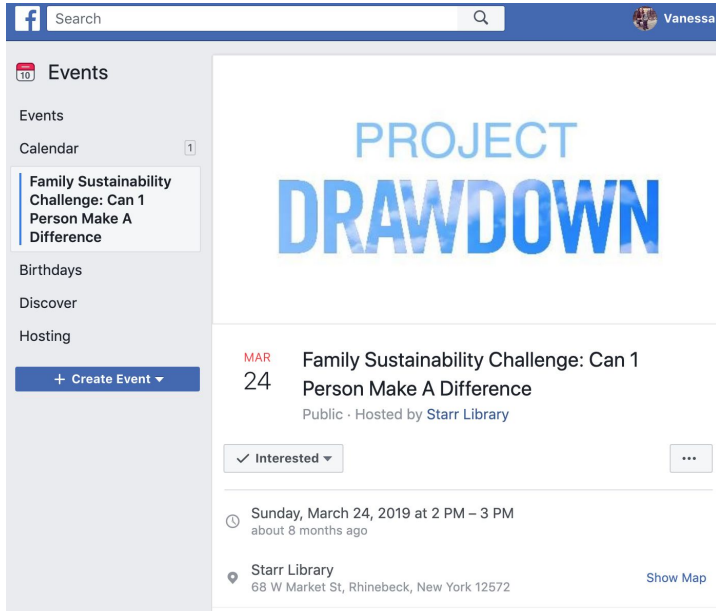 f
Search
Vanessa
10
Events
Events
Calendar
1
Family Sustainability
Challenge: Can 1
Person Make A
Difference
Birthdays
Discover
Hosting
+ Create Event
PROJECT
DRAWDOWN
MAR
24
Family Sustainability Challenge: Can 1
Person Make A Difference
Public · Hosted by Starr Library
Interested
...
Sunday, March 24, 2019 at 2 PM – 3 PM
about 8 months ago
Starr Library
68 W Market St, Rhinebeck, New York 12572
Show Map